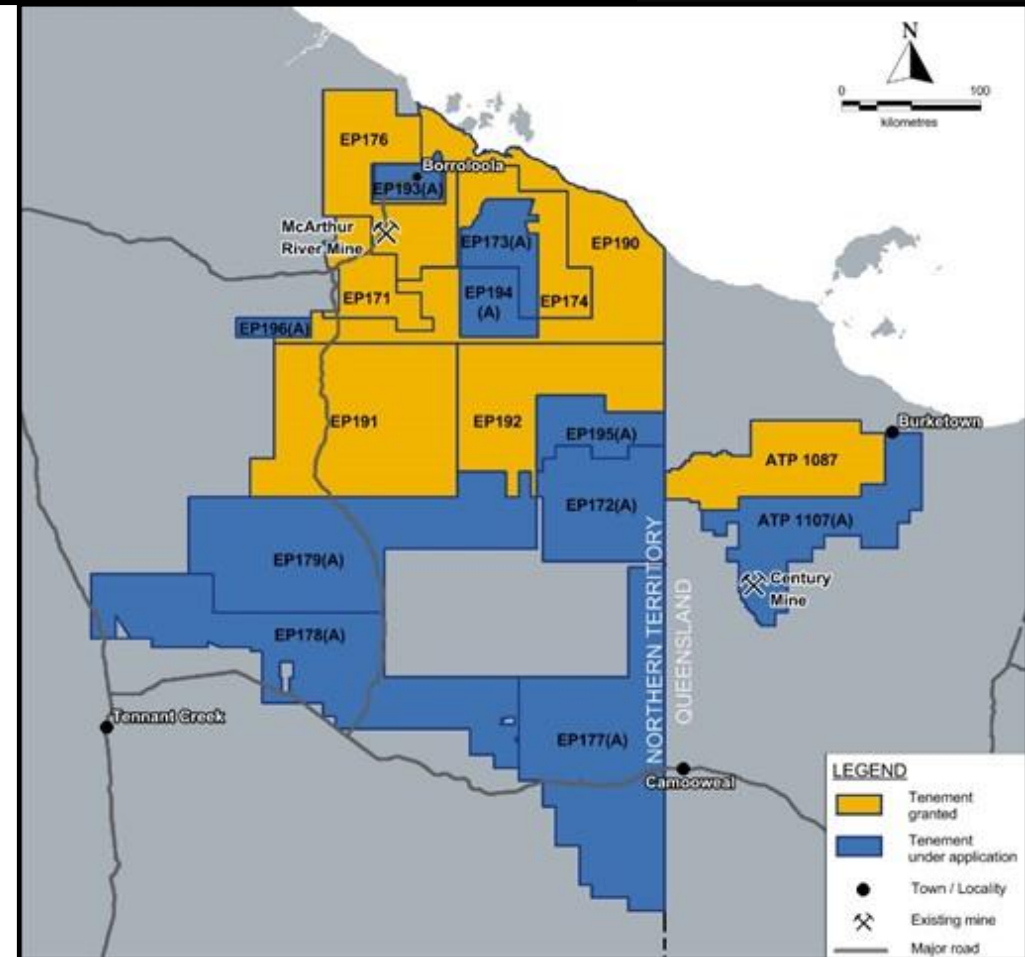 N
0
100
kilometres
EP176
Borroloola
EP193(A)
McArthur
River Mine
EP173(A)
EP190
EP171
EP194
(A)
EP174
EP196(A)
EP191
EP192
EP195(A)
Burketown
ATP 1087
EP172(A)
ATP 1107(A)
EP179(A)
Century
Mine
EP178(A)
NORTHERN TERRITORY
QUEENSLAND
Tennant Creek
EP177(A)
Camooweal
LEGEND
Tenement
granted
Tenement
under application
Town / Locality
Existing mine
Major road